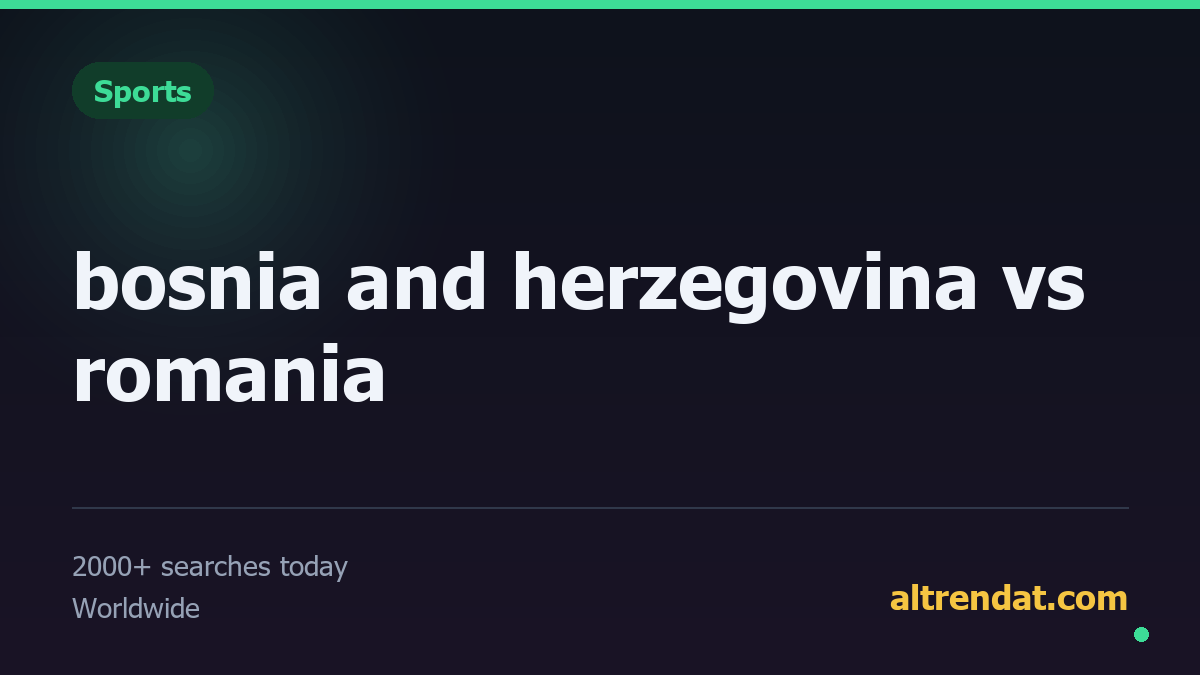 Sports
bosnia and herzegovina vs
romania
2000+ searches today
Worldwide
altrendat.com